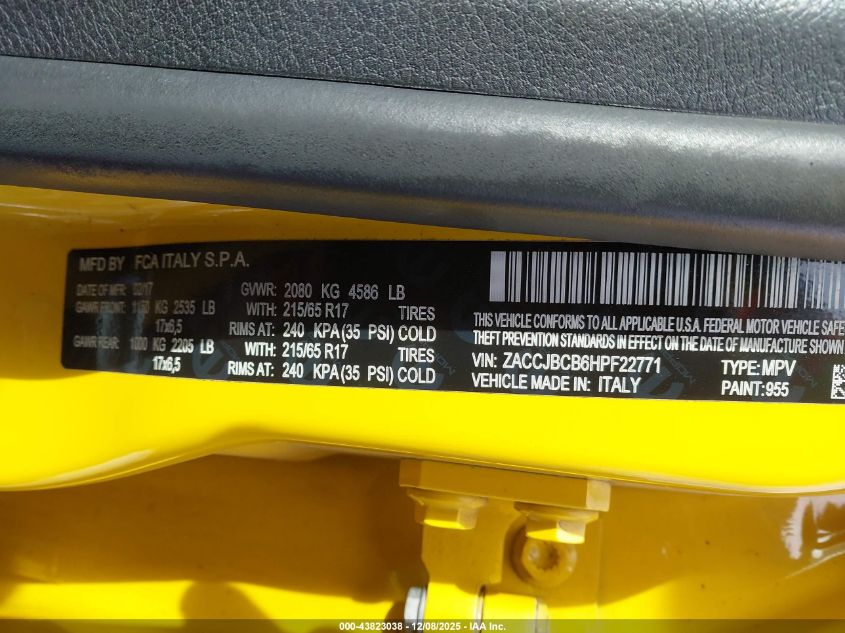 MFD BY FCA ITALY S.P.A.
DATE OF MFR 02/17 GVWR: 2080 KG 4586 LB
GAWR FRONT: 1150 KG 2535 LB WITH: 215/65 R17 TIRES
17x6,5 RIMS AT: 240 KPA(35 PSI) COLD
GAWR REAR: 1000 KG 2205 LB WITH: 215/65 R17 TIRES
17x6,5 RIMS AT: 240 KPA(35 PSI) COLD
THIS VEHICLE CONFORMS TO ALL APPLICABLE U.S.A. FEDERAL MOTOR VEHICLE SAFE
THEFT PREVENTION STANDARDS IN EFFECT ON THE DATE OF MANUFACTURE SHOWN
VIN: ZACCJBCB6HPF22771 TYPE:MPV
VEHICLE MADE IN: ITALY PAINT:955
000-43823038 - 12/08/2025 - IAA Inc.